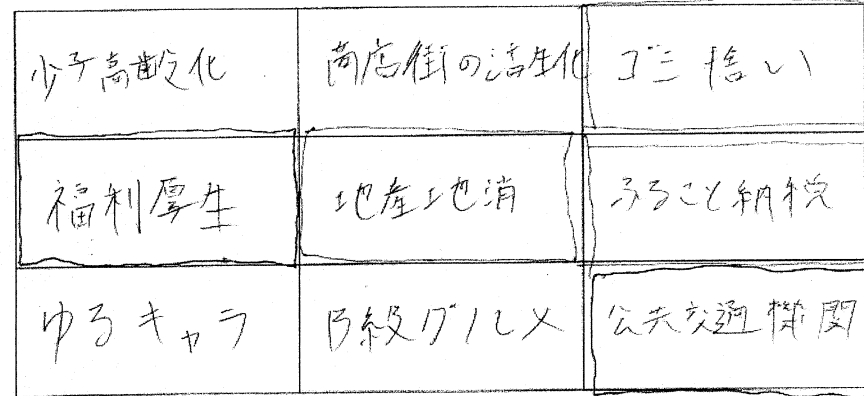 少子高齢化
商店街の活性化
ゴミ拾い
福利厚生
地産地消
ふるさと納税
ゆるキャラ
B級グルメ
公共交通機関